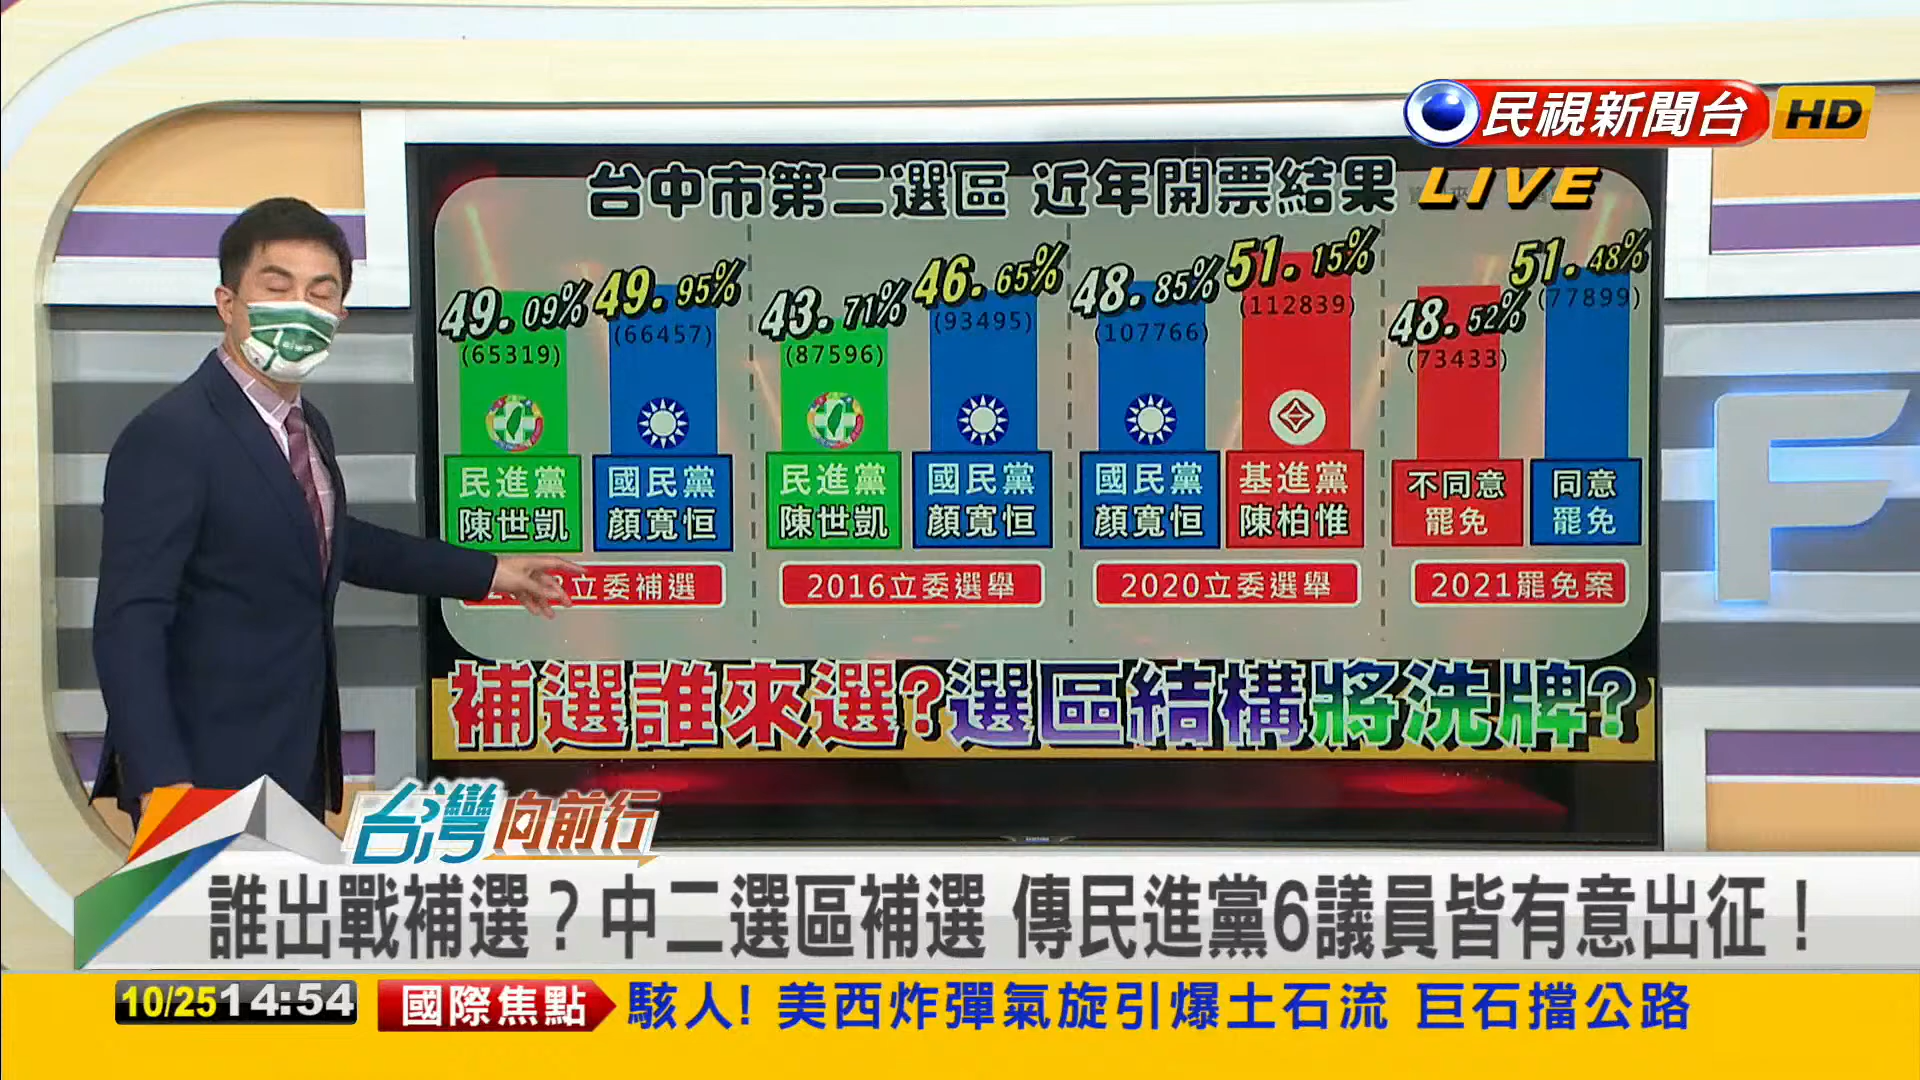 民視新聞台 HD
LIVE
台中市第二選區 近年開票結果
49.09% 49.95% 43.71% 46.65% 48.85% 51.15% 48.52% 51.48%
(65319) (66457) (87596) (93495) (107766) (112839) (73433) (77899)
民進黨 國民黨 民進黨 國民黨 國民黨 基進黨 不同意 同意
陳世凱 顏寬恒 陳世凱 顏寬恒 顏寬恒 陳柏惟 罷免 罷免
立委補選 2016立委選舉 2020立委選舉 2021罷免案
補選誰來選?選區結構將洗牌?
台灣向前行
誰出戰補選？中二選區補選 傳民進黨6議員皆有意出征！
10/25 14:54 國際焦點 駭人! 美西炸彈氣旋引爆土石流 巨石擋公路